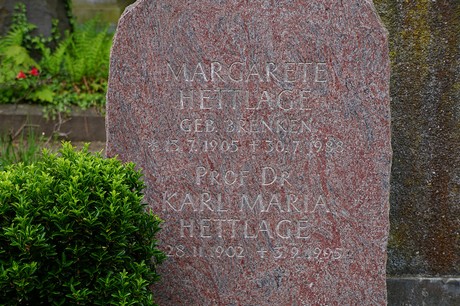 MARGARETE
HETTLAGE
GEB. BRENKEN
*15.7.1905 +30.7.1988
PROF. DR.
KARL MARIA
HETTLAGE
*28.11.1902 +3.9.1995